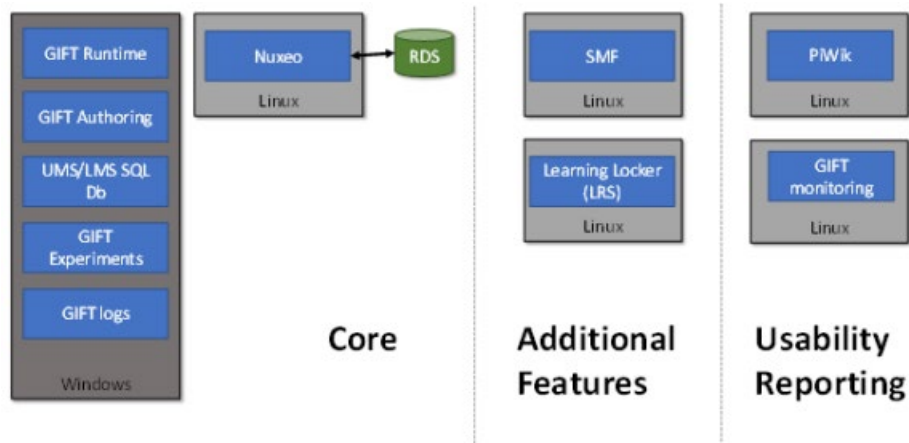 GIFT Runtime
GIFT Authoring
UMS/LMS SQL
Db
GIFT
Experiments
GIFT logs
Windows
Nuxeo
Linux
RDS
Core
SMF
Linux
Learning Locker
(LRS)
Linux
Additional
Features
PiWik
Linux
GIFT
monitoring
Linux
Usability
Reporting